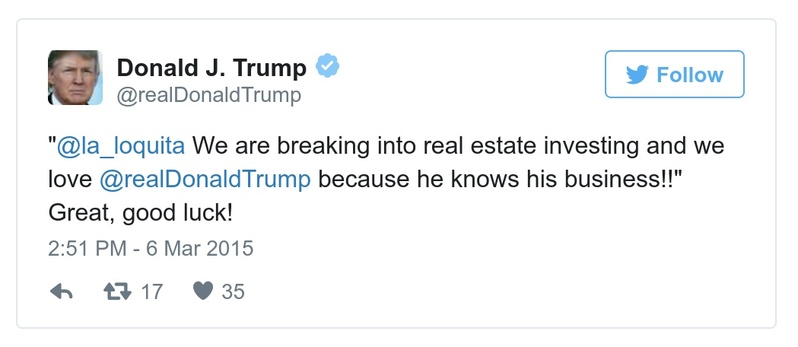 Donald J. Trump
@realDonaldTrump
Follow
"@la_loquita We are breaking into real estate investing and we
love @realDonaldTrump because he knows his business!!"
Great, good luck!
2:51 PM - 6 Mar 2015
17 35